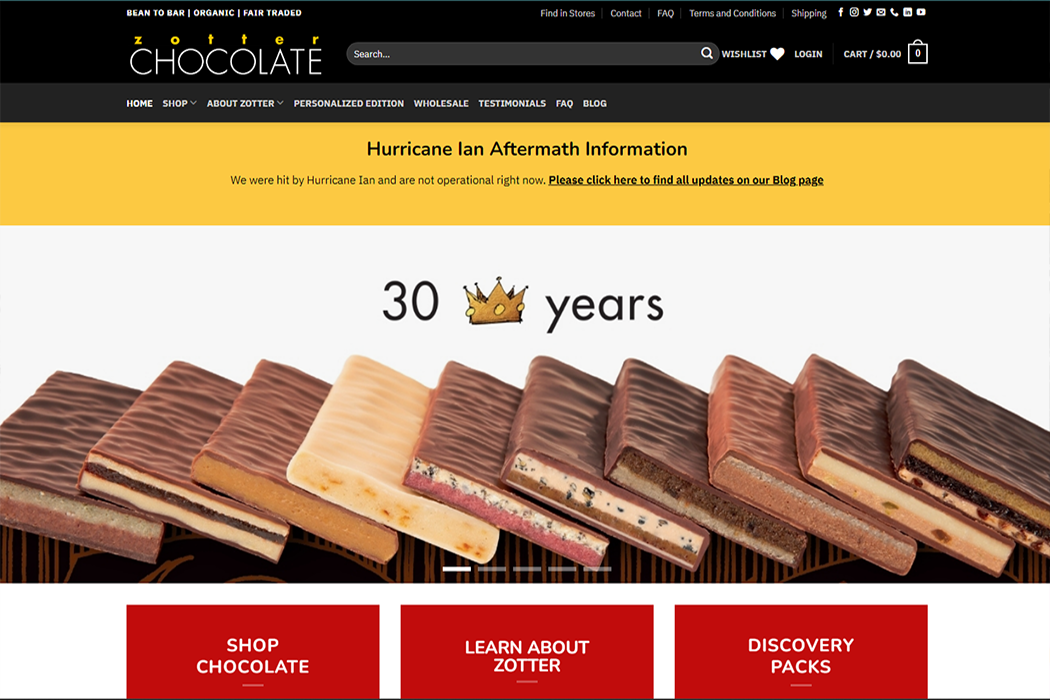 BEAN TO BAR | ORGANIC | FAIR TRADED
Find in Stores
Contact
FAQ
Terms and Conditions
Shipping
zotter
CHOCOLATE
Search...
WISHLIST
LOGIN
CART / $0.00
0
HOME
SHOP
ABOUT ZOTTER
PERSONALIZED EDITION
WHOLESALE
TESTIMONIALS
FAQ
BLOG
Hurricane Ian Aftermath Information
We were hit by Hurricane Ian and are not operational right now. Please click here to find all updates on our Blog page
30 years
SHOP
CHOCOLATE
LEARN ABOUT
ZOTTER
DISCOVERY
PACKS